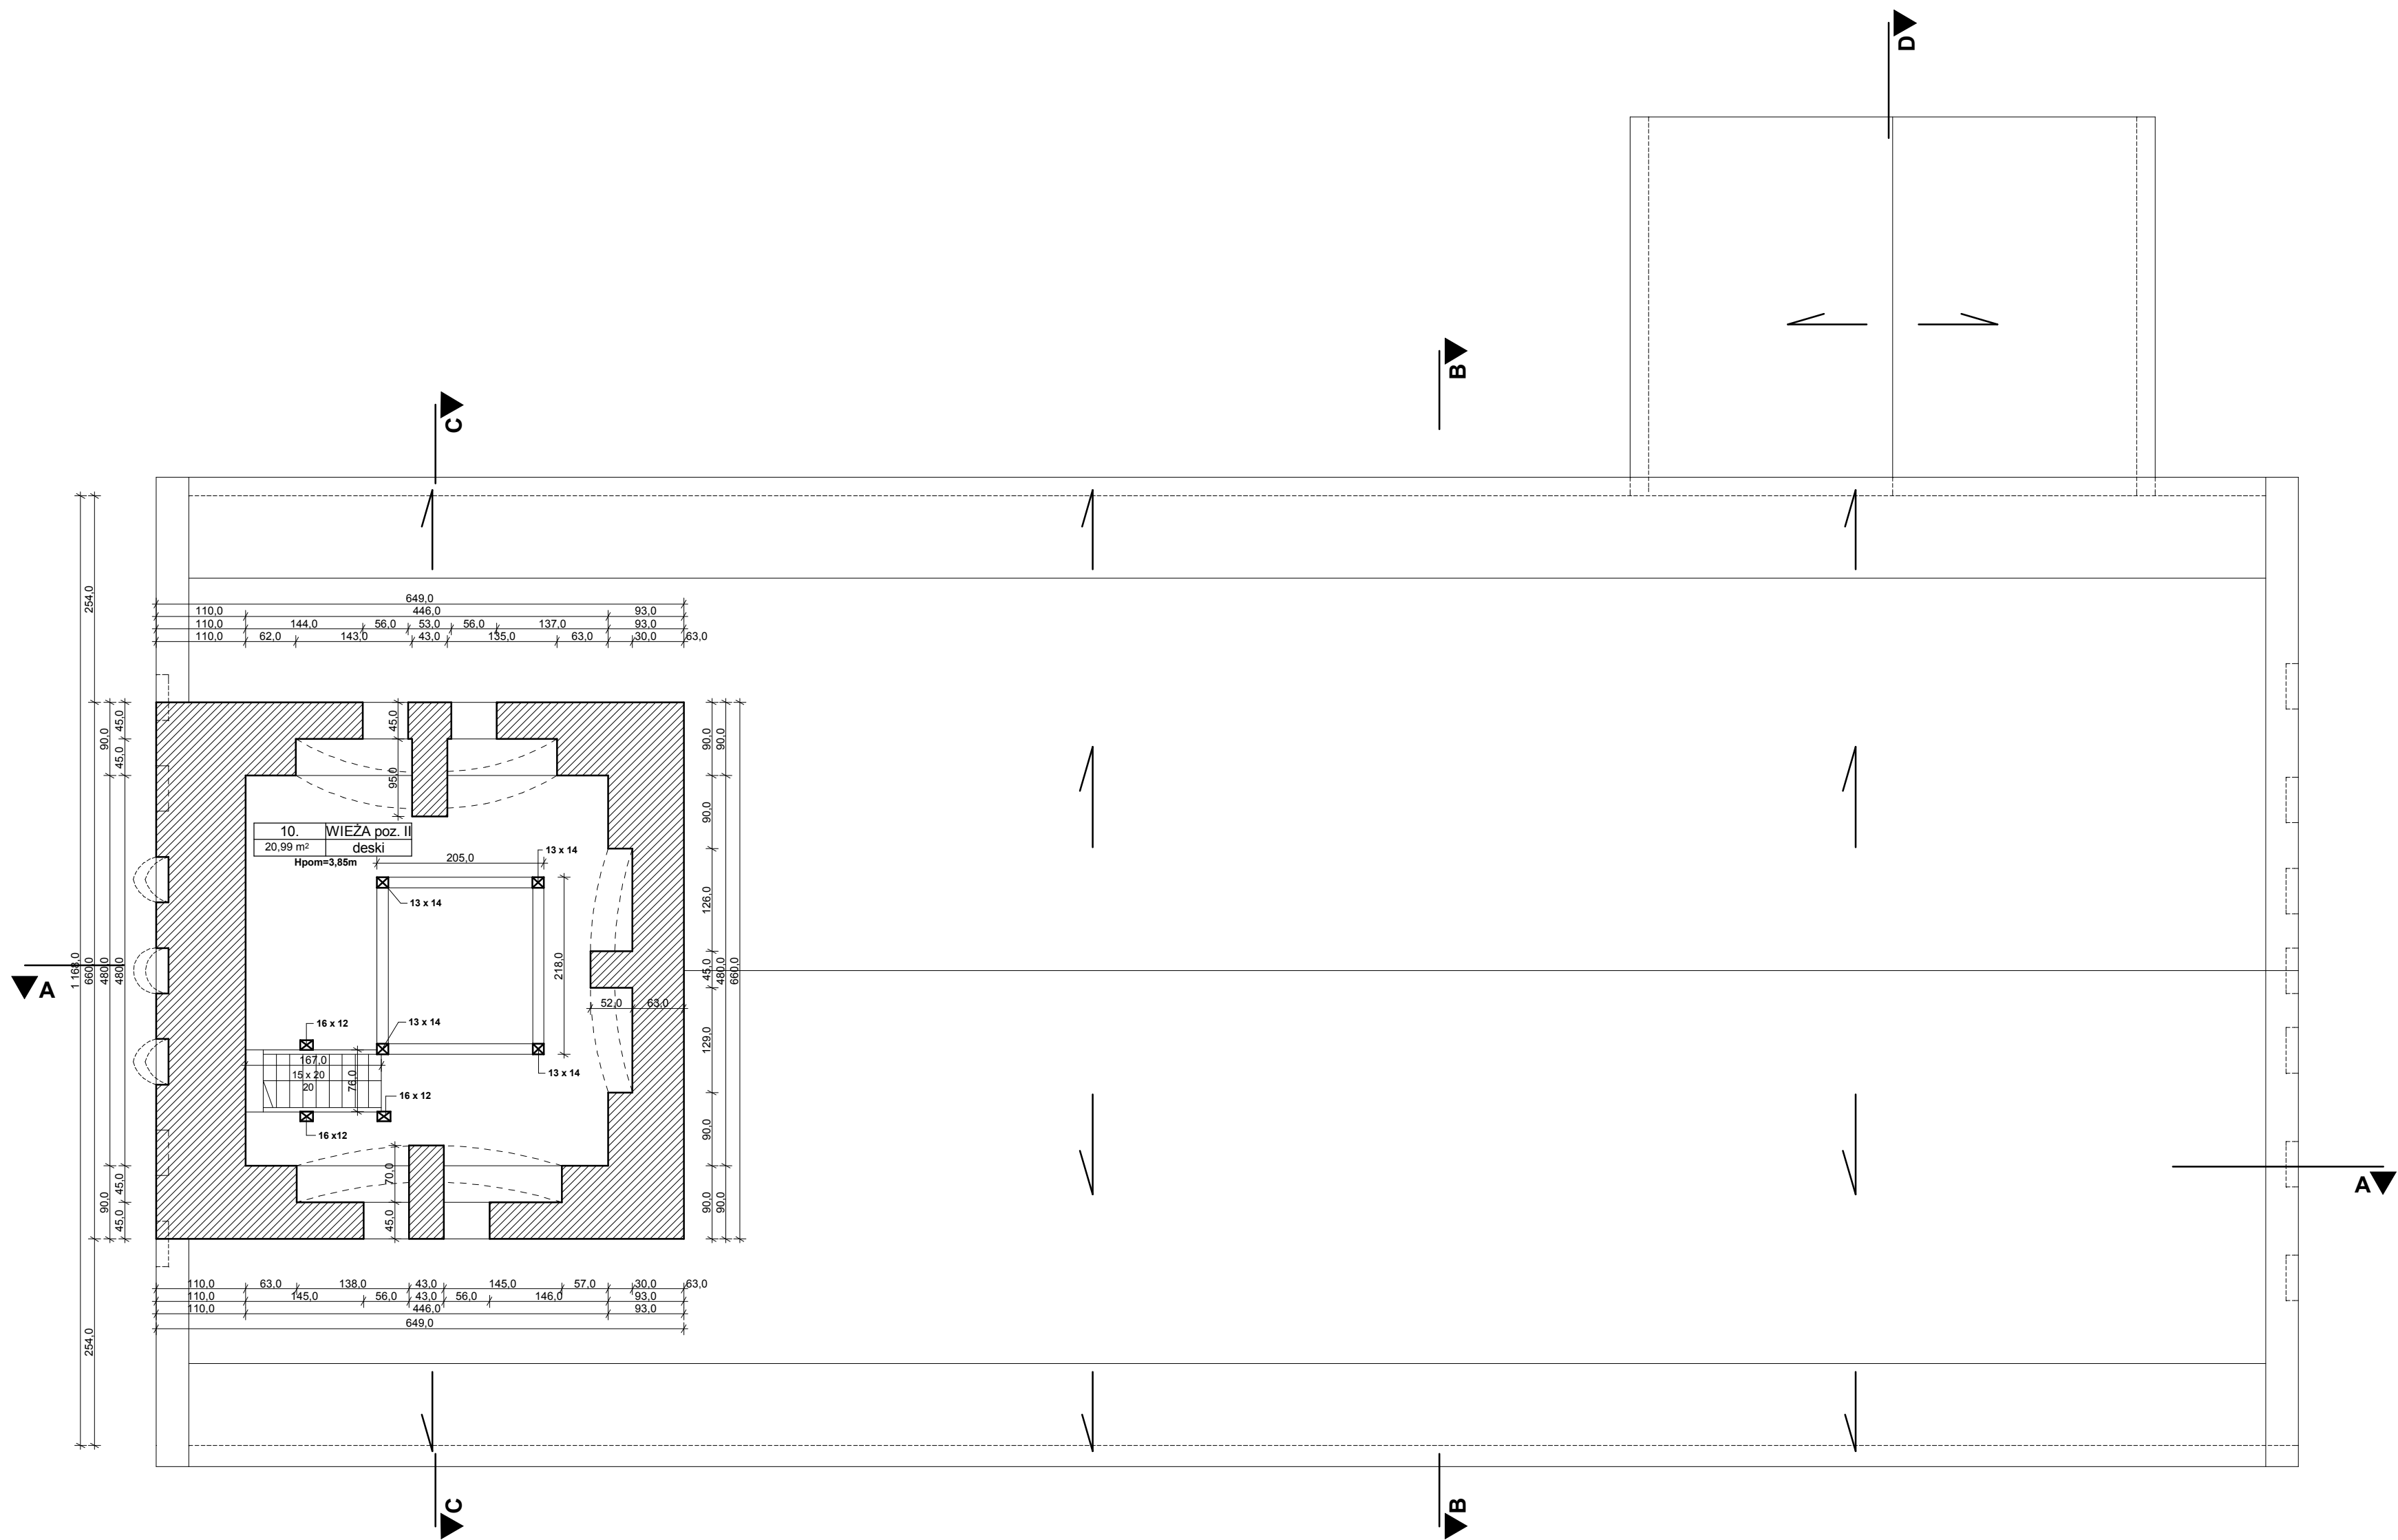 D
B
C
649,0
110,0 446,0 93,0
110,0 144,0 56,0 53,0 56,0 137,0 93,0
110,0 62,0 143,0 43,0 135,0 63,0 30,0 63,0
254,0
1 168,0
660,0
480,0
480,0
90,0
45,0
45,0
45,0
95,0
90,0
90,0
90,0
126,0
45,0
480,0
660,0
129,0
90,0
90,0
90,0
10. WIEŻA poz. II
20,99 m² deski
Hpom=3,85m
205,0
13 x 14
13 x 14
218,0
52,0 63,0
16 x 12
13 x 14
167,0
15 x 20
20
76,0
13 x 14
16 x 12
16 x12
70,0
45,0
90,0
45,0
45,0
254,0
A
A
110,0 63,0 138,0 43,0 145,0 57,0 30,0 63,0
110,0 145,0 56,0 43,0 56,0 146,0 93,0
110,0 446,0 93,0
649,0
C
B